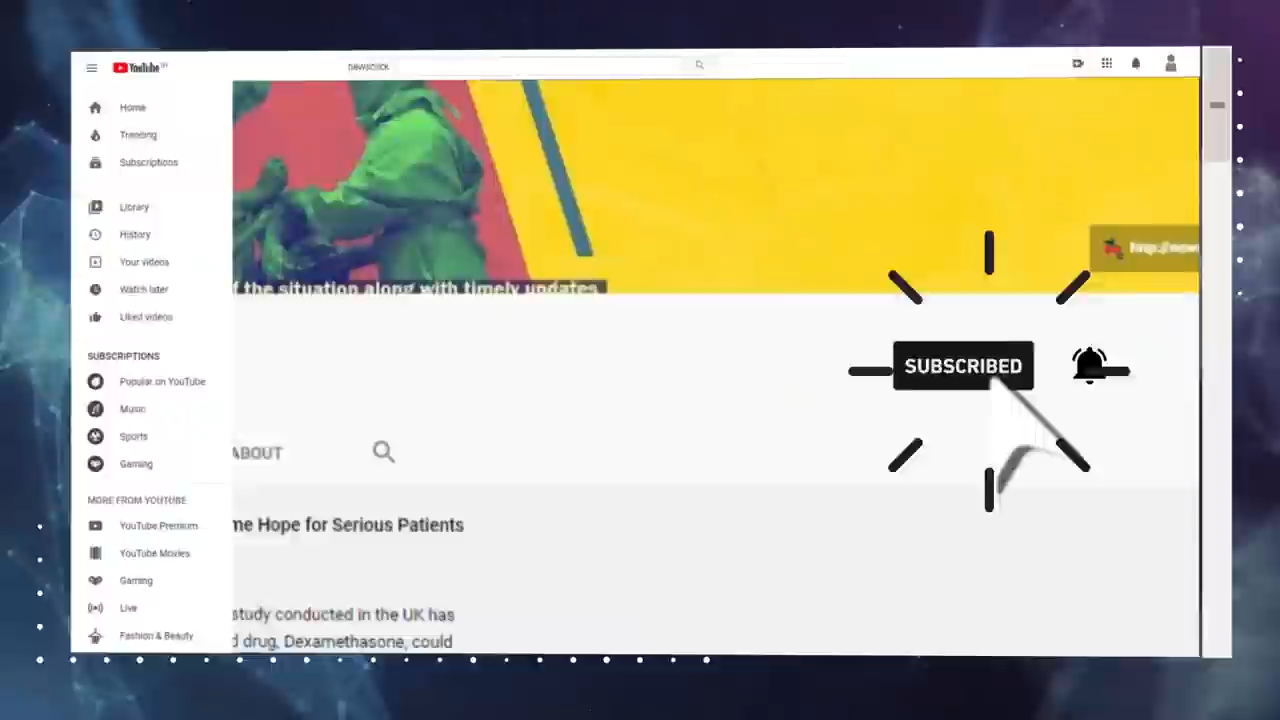 YouTube
newsclick
Home
Trending
Subscriptions
Library
History
Your videos
Watch later
Liked videos
SUBSCRIPTIONS
Popular on YouTube
Music
Sports
Gaming
MORE FROM YOUTUBE
YouTube Premium
YouTube Movies
Gaming
Live
Fashion & Beauty
f the situation along with timely updates
SUBSCRIBED
ABOUT
me Hope for Serious Patients
study conducted in the UK has
d drug, Dexamethasone, could